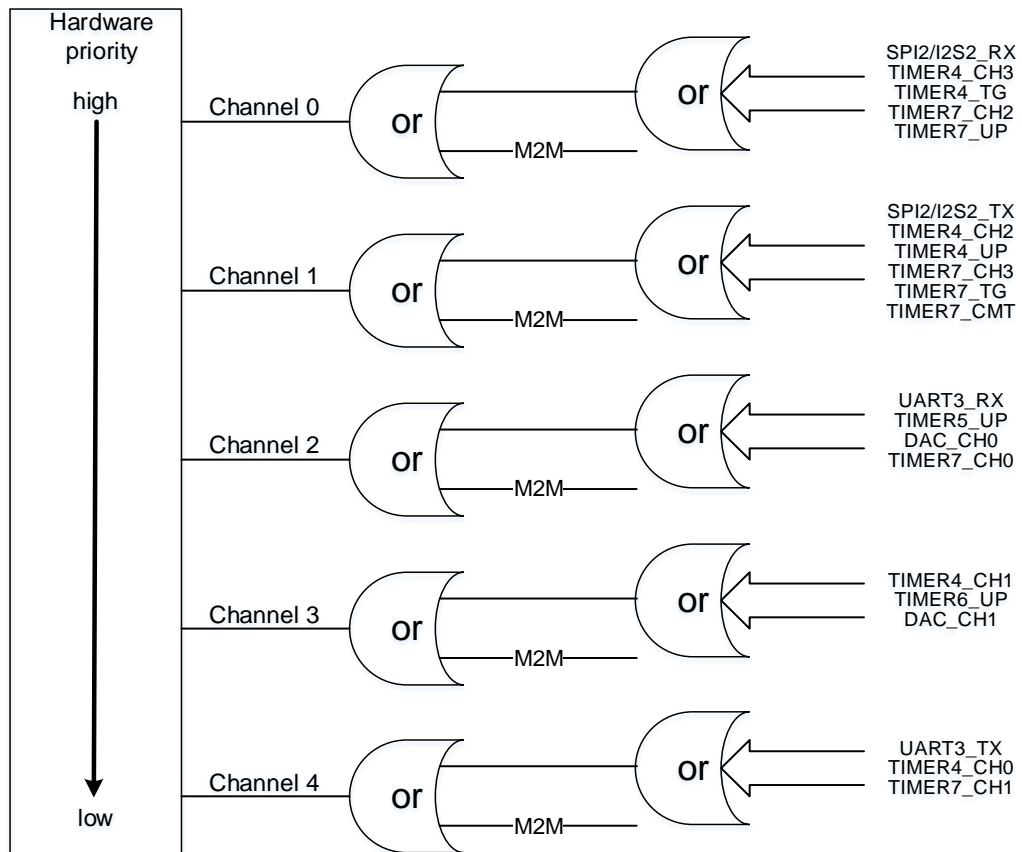 Hardware
priority
high
low
Channel 0
or
M2M
or
SPI2/I2S2_RX
TIMER4_CH3
TIMER4_TG
TIMER7_CH2
TIMER7_UP
Channel 1
or
M2M
or
SPI2/I2S2_TX
TIMER4_CH2
TIMER4_UP
TIMER7_CH3
TIMER7_TG
TIMER7_CMT
Channel 2
or
M2M
or
UART3_RX
TIMER5_UP
DAC_CH0
TIMER7_CH0
Channel 3
or
M2M
or
TIMER4_CH1
TIMER6_UP
DAC_CH1
Channel 4
or
M2M
or
UART3_TX
TIMER4_CH0
TIMER7_CH1